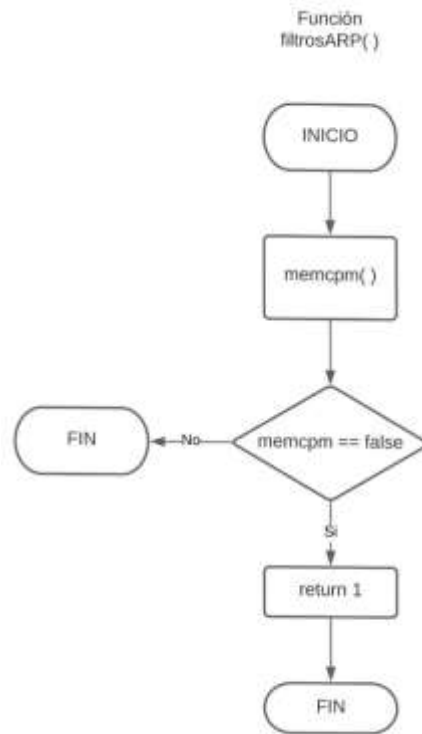 Función
filtrosARP( )
INICIO
memcpm( )
memcpm == false
No
FIN
Si
return 1
FIN